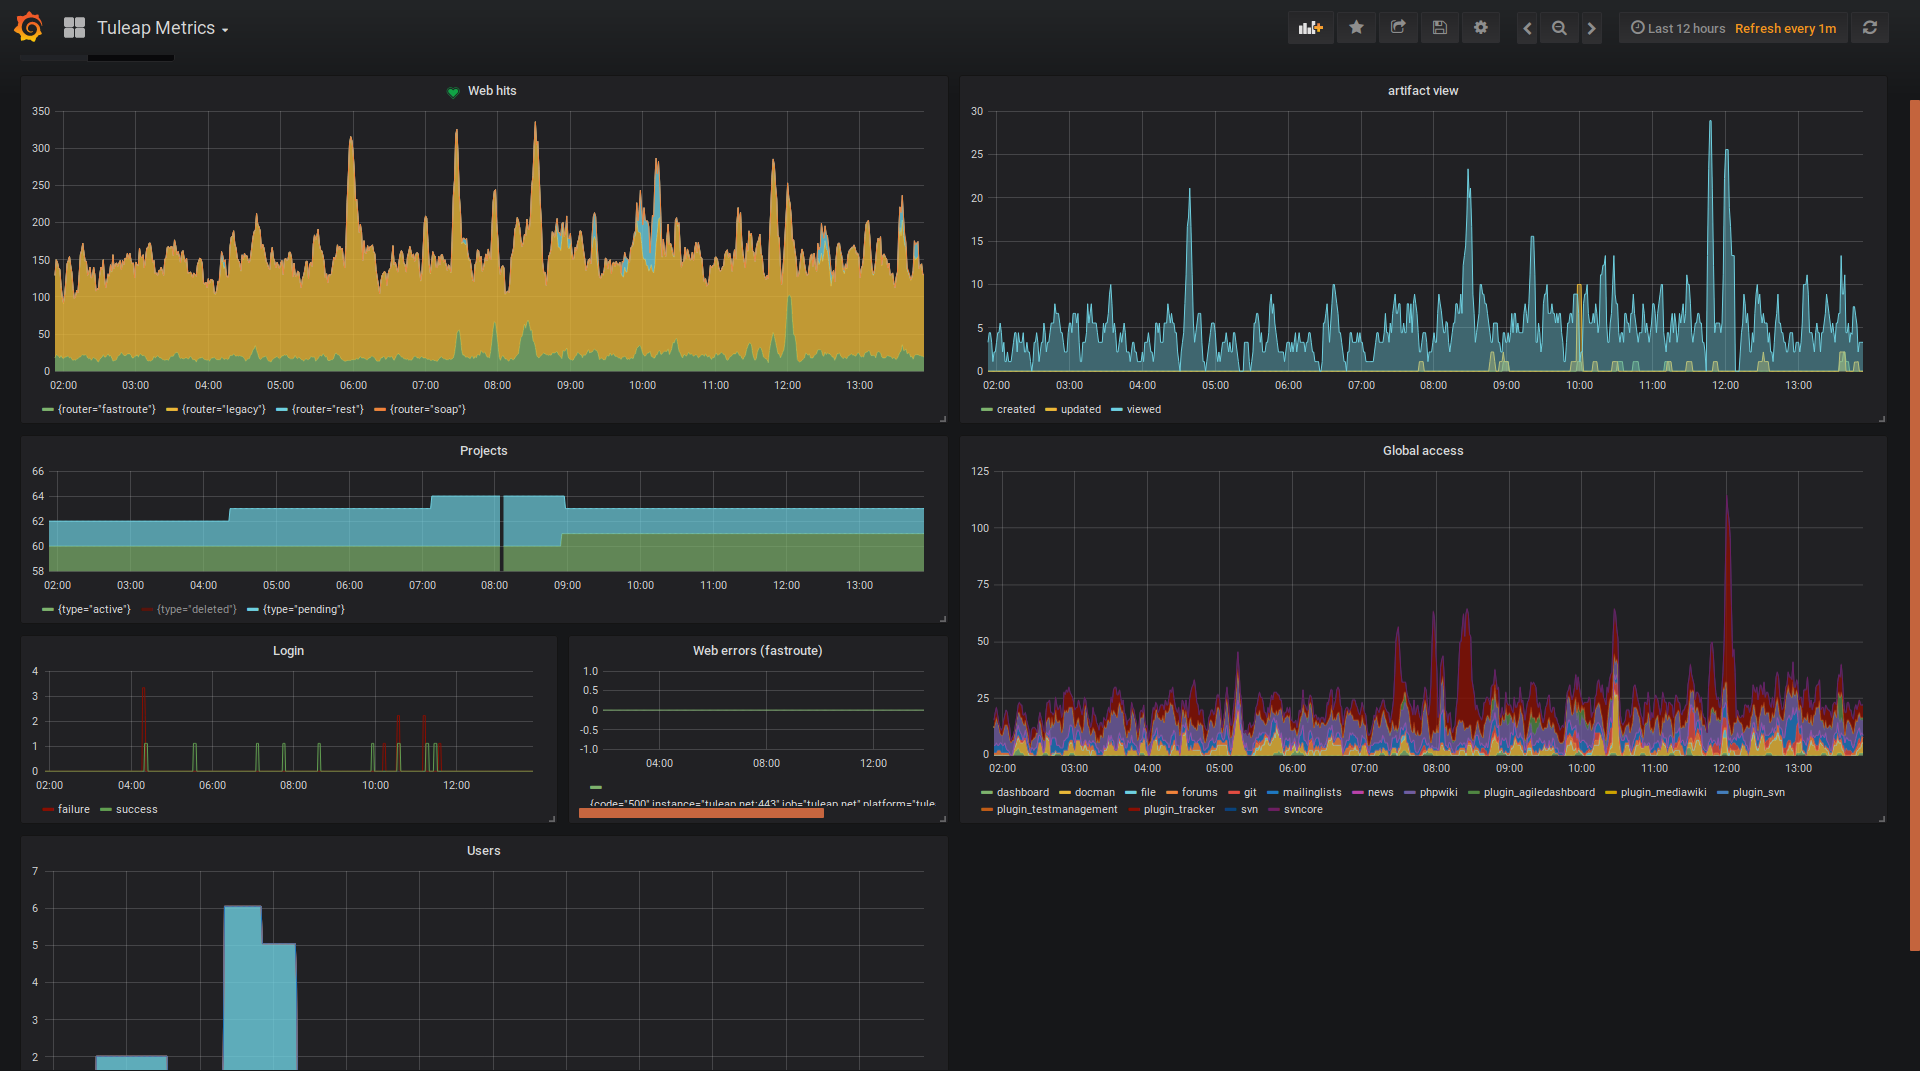 Tuleap Metrics
Last 12 hours Refresh every 1m
Web hits
350
300
250
200
150
100
50
0
02:00 03:00 04:00 05:00 06:00 07:00 08:00 09:00 10:00 11:00 12:00 13:00
{router="fastroute"} {router="legacy"} {router="rest"} {router="soap"}
artifact view
30
25
20
15
10
5
0
02:00 03:00 04:00 05:00 06:00 07:00 08:00 09:00 10:00 11:00 12:00 13:00
created updated viewed
Projects
66
64
62
60
58
02:00 03:00 04:00 05:00 06:00 07:00 08:00 09:00 10:00 11:00 12:00 13:00
{type="active"} {type="deleted"} {type="pending"}
Global access
125
100
75
50
25
0
02:00 03:00 04:00 05:00 06:00 07:00 08:00 09:00 10:00 11:00 12:00 13:00
dashboard docman file forums git mailinglists news phpwiki plugin_agiledashboard plugin_mediawiki plugin_svn
plugin_testmanagement plugin_tracker svn svncore
Login
4
3
2
1
0
02:00 04:00 06:00 08:00 10:00 12:00
failure success
Web errors (fastroute)
1.0
0.5
0
-0.5
-1.0
04:00 08:00 12:00
{code="500",instance="tuleap.net:443",job="tuleap.net",platform="tule
Users
7
6
5
4
3
2